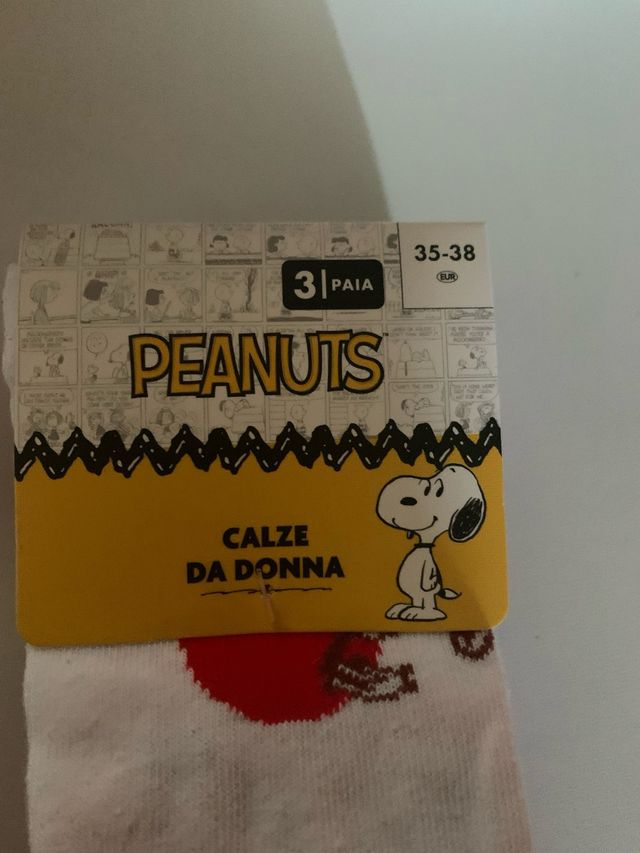 35-38
EUR
3 | PAIA
PEANUTS
CALZE
DA DONNA